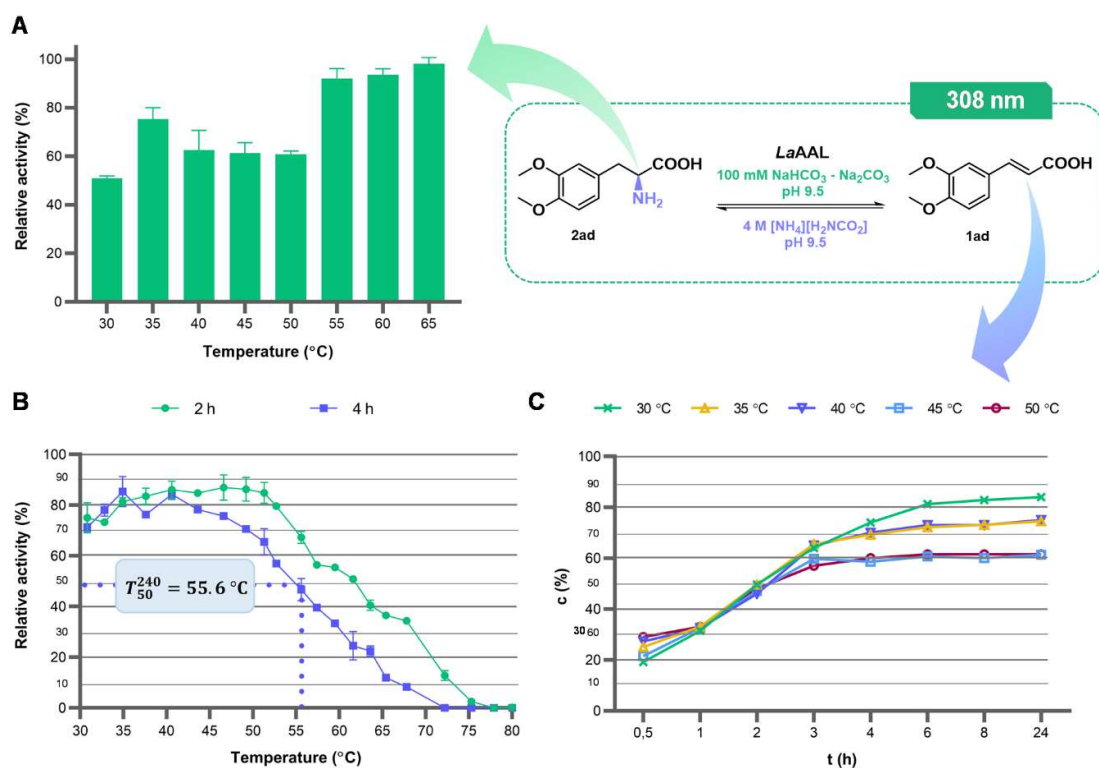 A
Relative activity (%)
100
80
60
40
20
0
30 35 40 45 50 55 60 65
Temperature (°C)
308 nm
COOH
NH₂
O
O
2ad
LaAAL
100 mM NaHCO₃ - Na₂CO₃
pH 9.5
4 M [NH₄][H₂NCO₂]
pH 9.5
COOH
O
O
1ad
B
2 h 4 h
Relative activity (%)
100
90
80
70
60
50
40
30
20
10
0
T₅₀²⁴⁰ = 55.6 °C
30 35 40 45 50 55 60 65 70 75 80
Temperature (°C)
C
30 °C 35 °C 40 °C 45 °C 50 °C
c (%)
100
90
80
70
60
50
40
30 60
20
10
0
0,5 1 2 3 4 6 8 24
t (h)